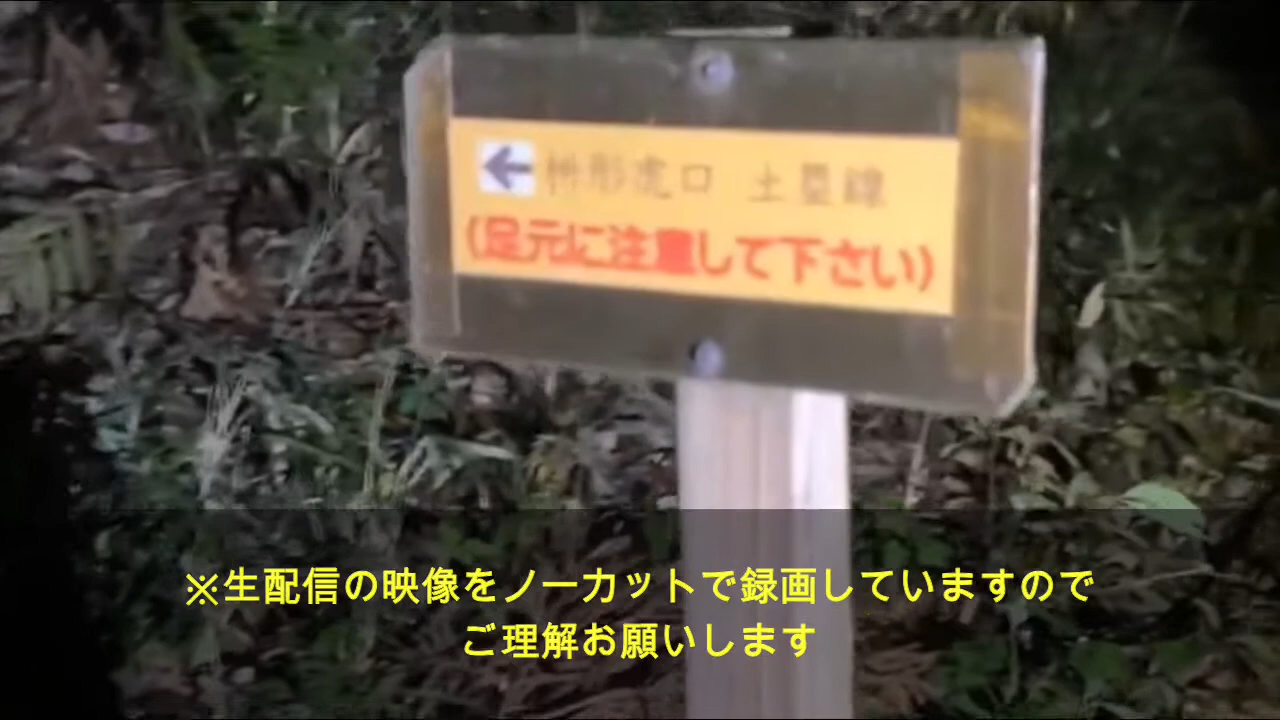 ← 枡形虎口 土塁線
(足元に注意して下さい)
※生配信の映像をノーカットで録画していますので
ご理解お願いします